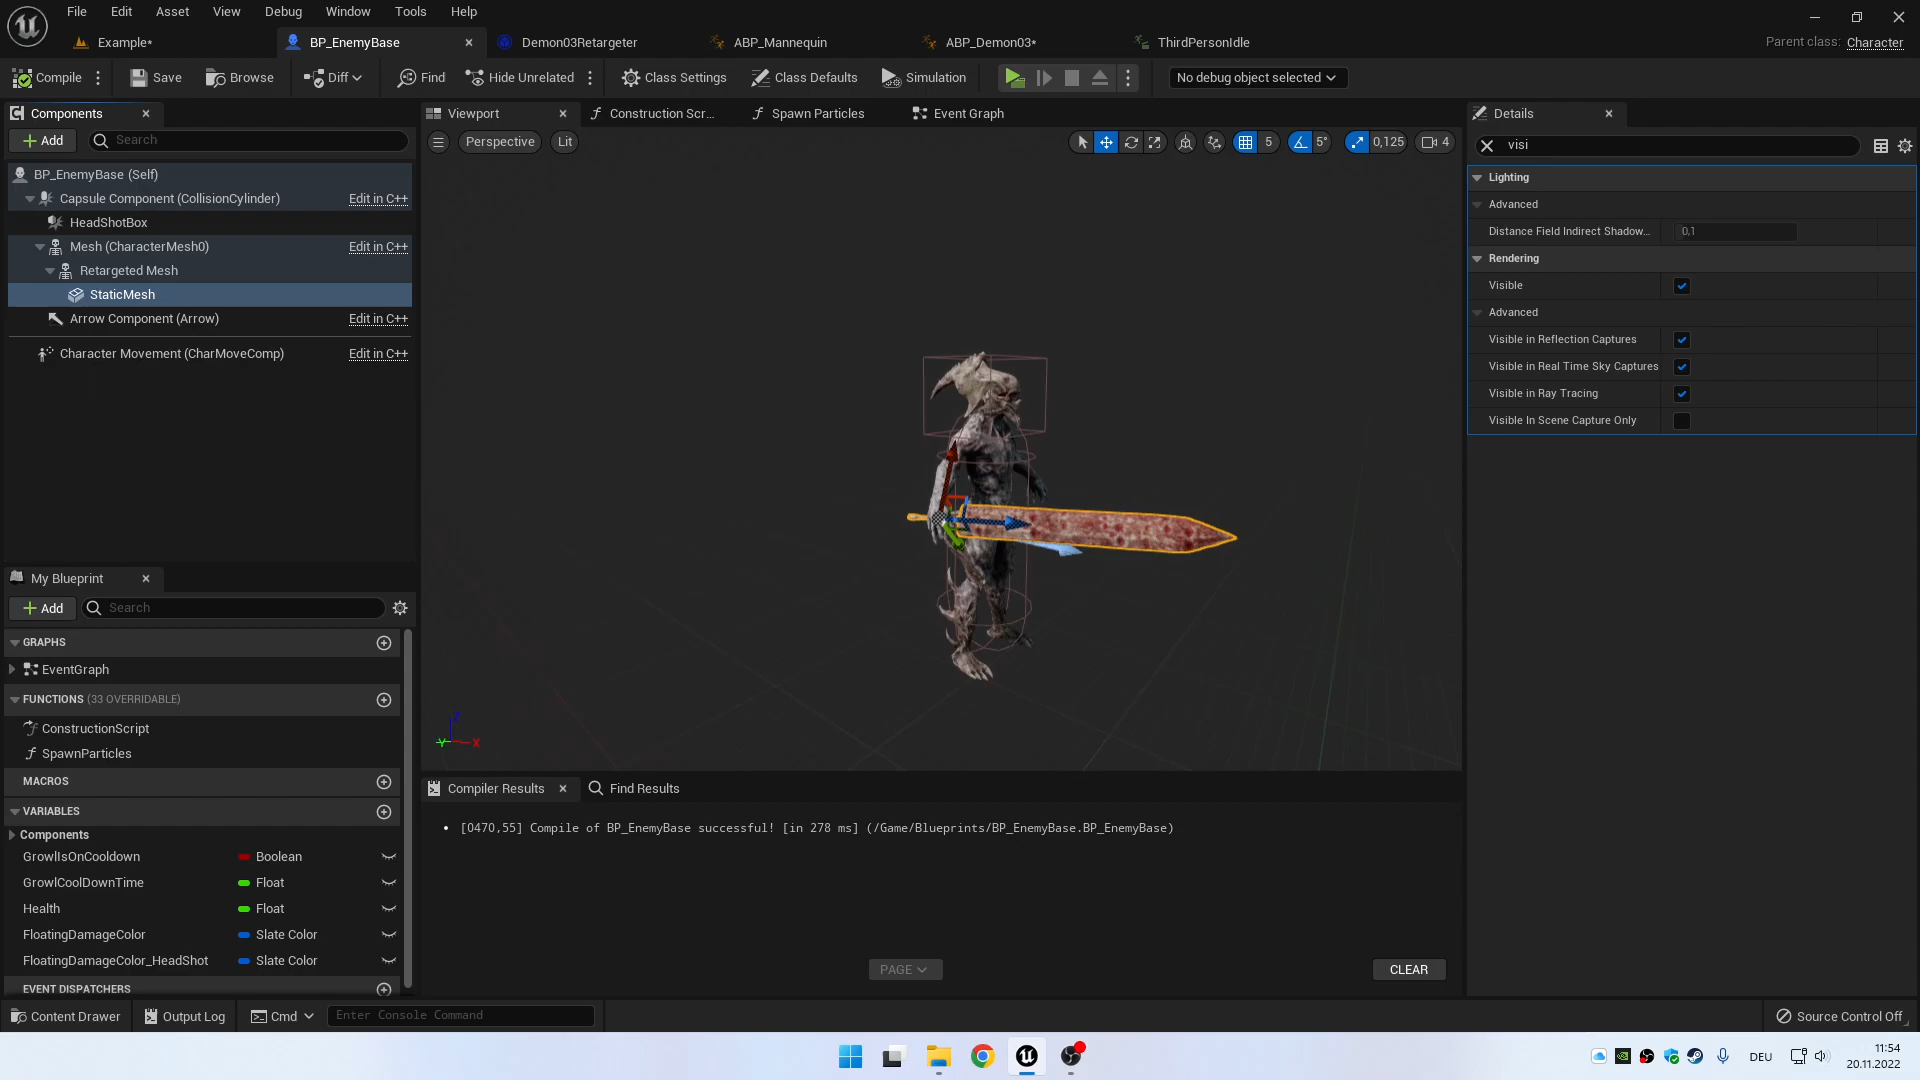 File Edit Asset View Debug Window Tools Help
Example* BP_EnemyBase Demon03Retargeter ABP_Mannequin ABP_Demon03* ThirdPersonIdle Parent class: Character
Compile Save Browse Diff Find Hide Unrelated Class Settings Class Defaults Simulation No debug object selected
Components
Add Search
BP_EnemyBase (Self)
Capsule Component (CollisionCylinder) Edit in C++
HeadShotBox
Mesh (CharacterMesh0) Edit in C++
Retargeted Mesh
StaticMesh
Arrow Component (Arrow) Edit in C++
Character Movement (CharMoveComp) Edit in C++
Viewport Construction Scr... Spawn Particles Event Graph
Perspective Lit 5 5° 0,125 4
Z
Y X
Details
visi
Lighting
Advanced
Distance Field Indirect Shadow... 0,1
Rendering
Visible
Advanced
Visible in Reflection Captures
Visible in Real Time Sky Captures
Visible in Ray Tracing
Visible In Scene Capture Only
My Blueprint
Add Search
GRAPHS
EventGraph
FUNCTIONS (33 OVERRIDABLE)
ConstructionScript
SpawnParticles
MACROS
VARIABLES
Components
GrowlIsOnCooldown Boolean
GrowlCoolDownTime Float
Health Float
FloatingDamageColor Slate Color
FloatingDamageColor_HeadShot Slate Color
EVENT DISPATCHERS
Compiler Results Find Results
[0470,55] Compile of BP_EnemyBase successful! [in 278 ms] (/Game/Blueprints/BP_EnemyBase.BP_EnemyBase)
PAGE CLEAR
Content Drawer Output Log Cmd Enter Console Command Source Control Off
DEU 11:54
20.11.2022